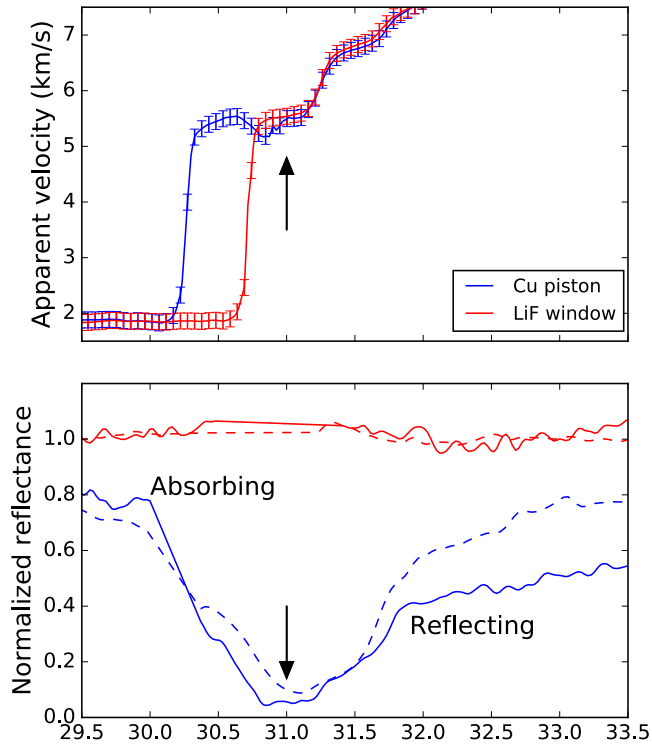 Apparent velocity (km/s)
7
6
5
4
3
2
Cu piston
LiF window
Normalized reflectance
1.0
0.8
0.6
0.4
0.2
0.0
Absorbing
Reflecting
29.5 30.0 30.5 31.0 31.5 32.0 32.5 33.0 33.5